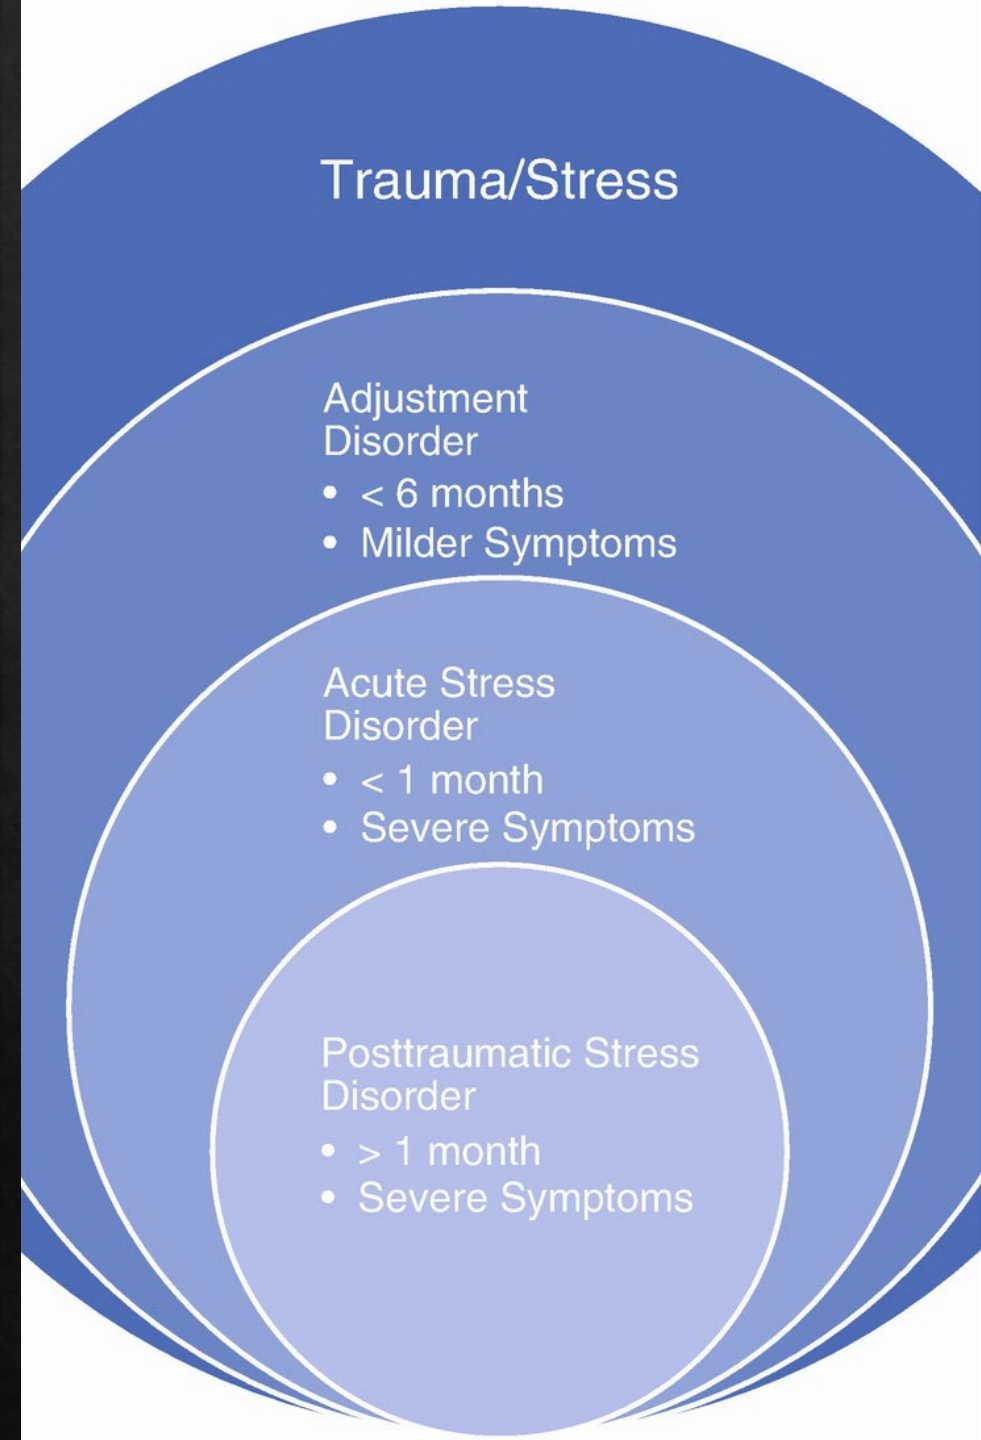 Trauma/Stress
Adjustment
Disorder
• < 6 months
• Milder Symptoms
Acute Stress
Disorder
• < 1 month
• Severe Symptoms
Posttraumatic Stress
Disorder
• > 1 month
• Severe Symptoms